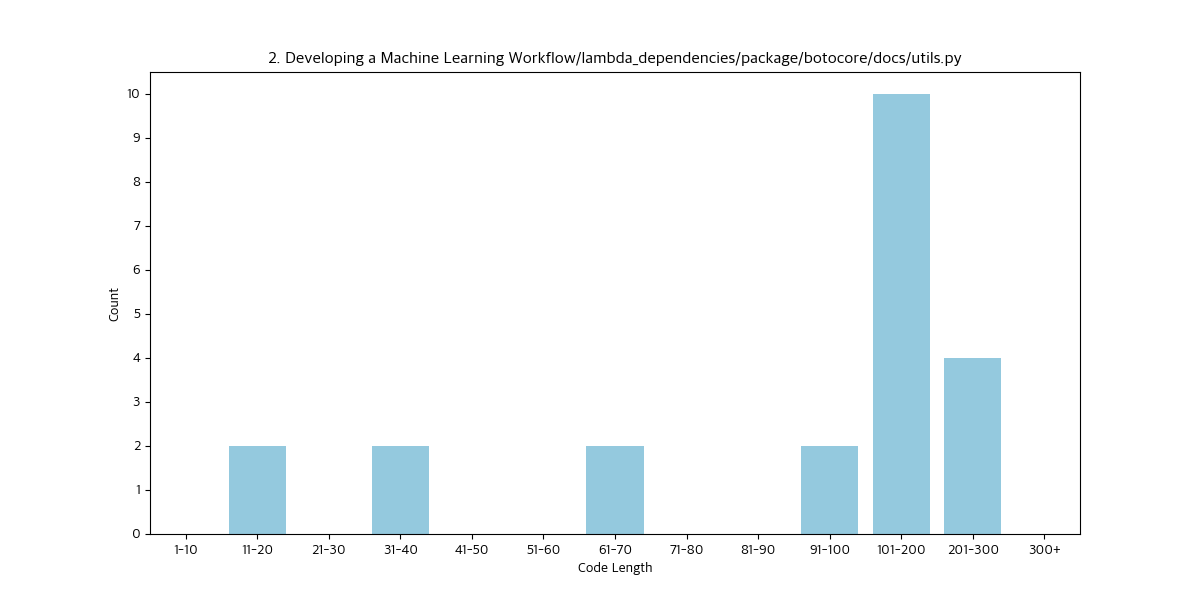 2. Developing a Machine Learning Workflow/lambda_dependencies/package/botocore/docs/utils.py
10
9
8
7
6
5
4
3
2
1
0
Count
1-10 11-20 21-30 31-40 41-50 51-60 61-70 71-80 81-90 91-100 101-200 201-300 300+
Code Length